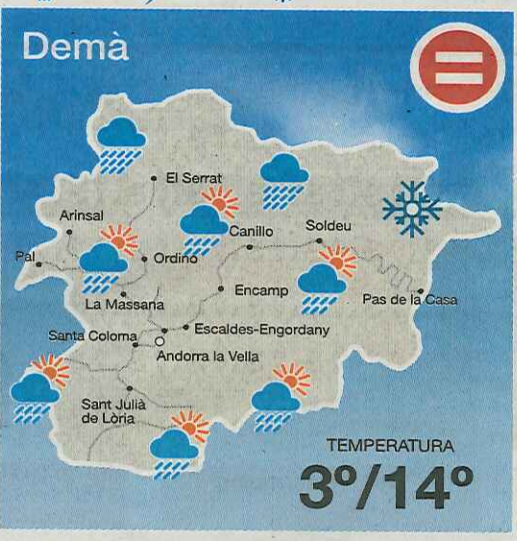 Demà
El Serrat
Arinsal
Canillo
Soldeu
Pal
Ordino
Encamp
Pas de la Casa
La Massana
Santa Coloma
Escaldes-Engordany
Andorra la Vella
Sant Julià
de Lòria
TEMPERATURA
3º/14º